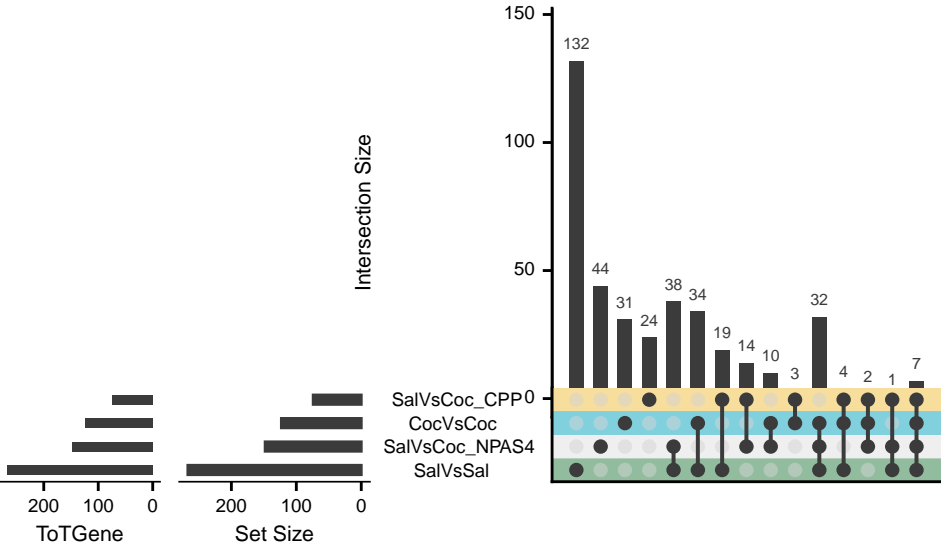 150
132
100
Intersection Size
50
44
31
24
38
34
19
14
10
3
32
4
2
1
7
SalVsCoc_CPP 0
CocVsCoc
SalVsCoc_NPAS4
SalVsSal
200 100 0
200 100 0
ToTGene
Set Size